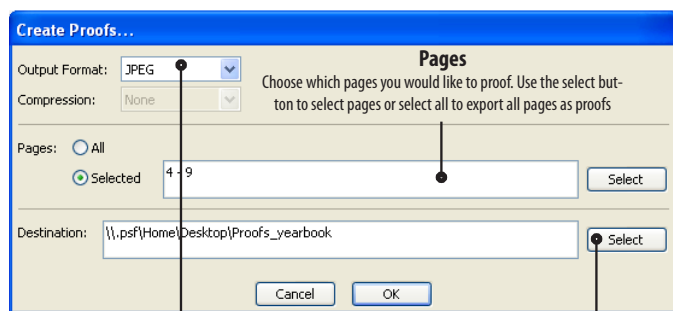 Create Proofs...
Output Format: JPEG
Pages
Choose which pages you would like to proof. Use the select but-
ton to select pages or select all to export all pages as proofs
Compression: None
Pages: All
Selected 4 - 9 Select
Destination: \\.psf\Home\Desktop\Proofs_yearbook Select
Cancel OK